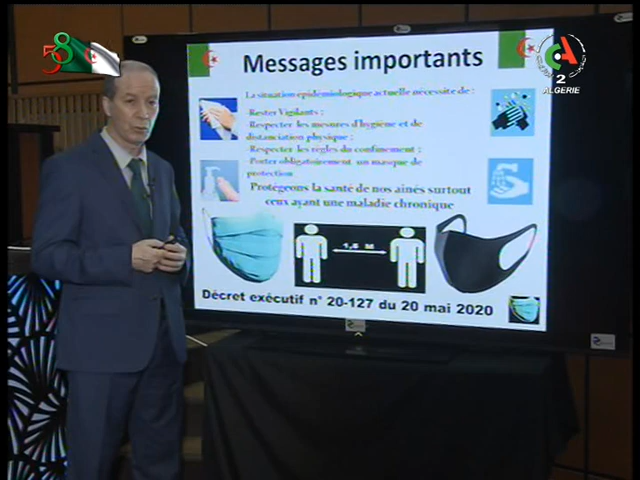 58
2
ALGERIE
Messages importants
La situation epidémiologique actuelle nécessite de :
-Rester Vigilants :
-Respecter les mesures d'hygiène et de
distanciation physique ;
-Respecter les règles du confinement ;
-Porter obligatoirement un masque de
protection
Protégeons la santé de nos ainés surtout
ceux ayant une maladie chronique
1,5 M
Décret exécutif n° 20-127 du 20 mai 2020